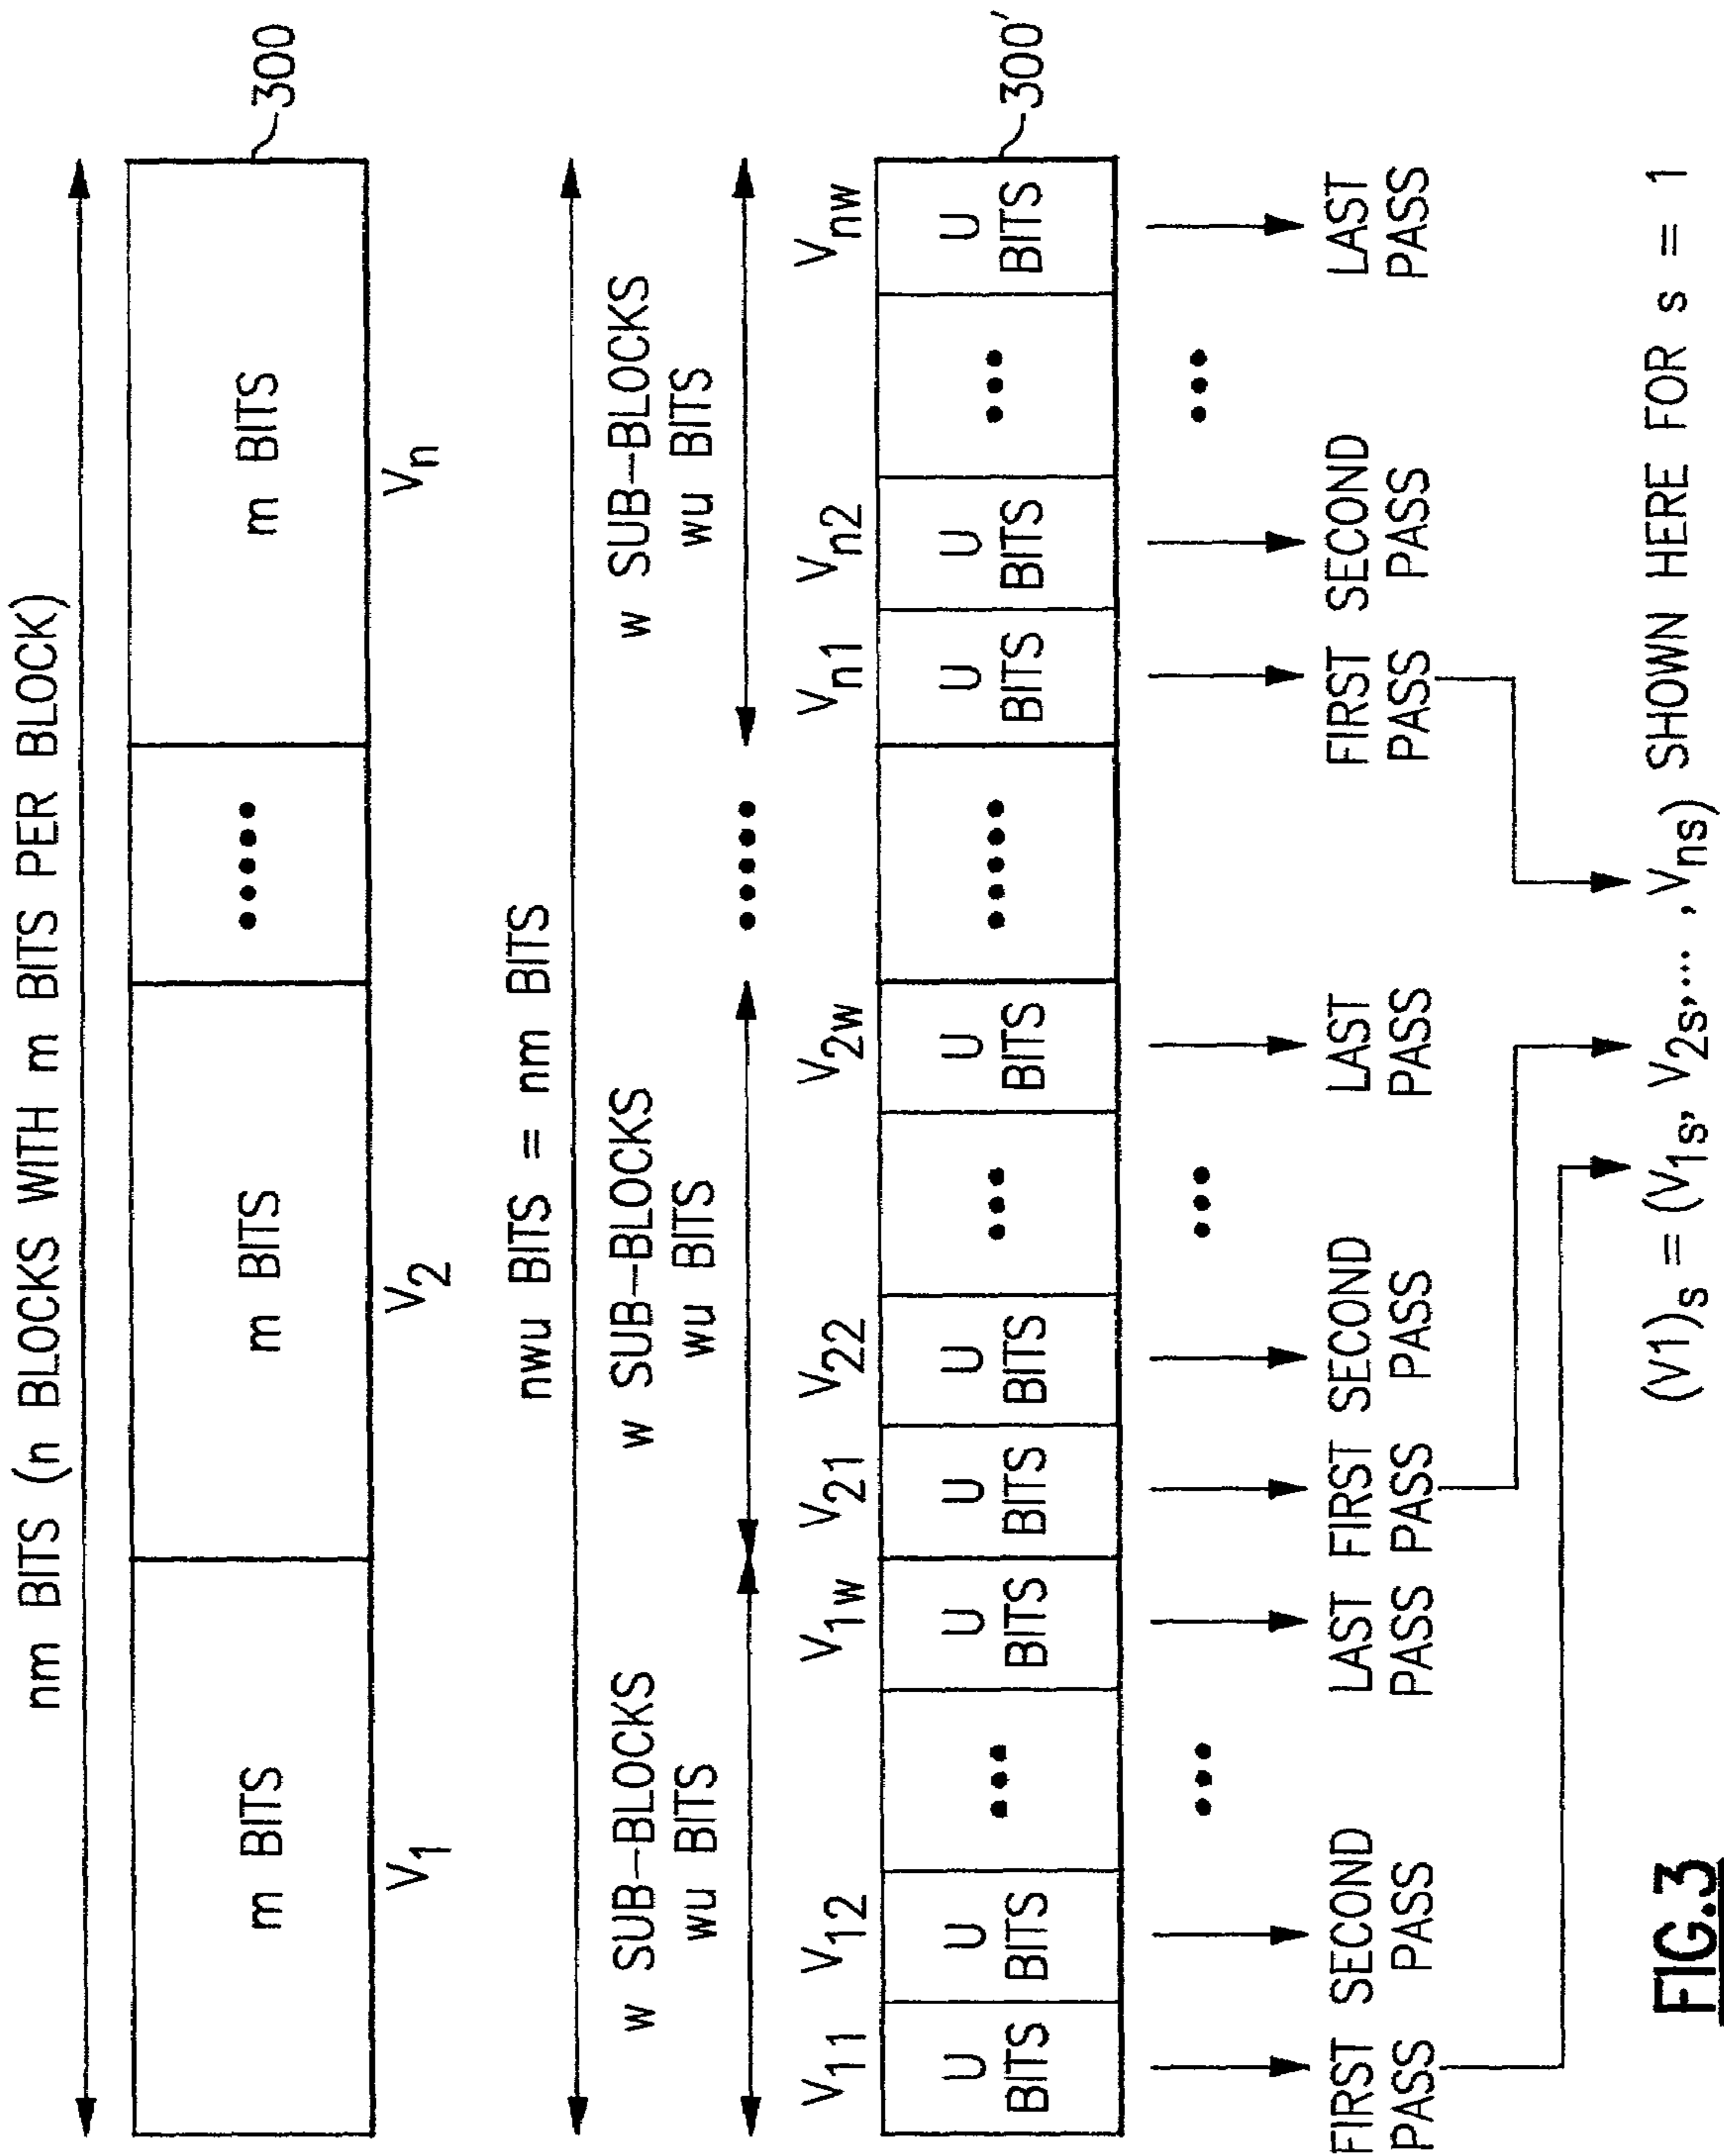 nm BITS (n BLOCKS WITH m BITS PER BLOCK)
m BITS m BITS ••••• m BITS 300
V1 V2 Vn
nwu BITS = nm BITS
w SUB-BLOCKS w SUB-BLOCKS w SUB-BLOCKS
wu BITS wu BITS ••••• wu BITS
V11 V12 V1w V21 V22 V2w Vn1 Vn2 Vnw
U U ••• U U U ••• U ••••• U U ••• U 300'
BITS BITS BITS BITS BITS BITS BITS BITS BITS
FIRST SECOND ••• LAST FIRST SECOND ••• LAST FIRST SECOND ••• LAST
PASS PASS PASS PASS PASS PASS PASS PASS PASS
(V1)s = (V1s, V2s,.... ,Vns) SHOWN HERE FOR s = 1
FIG.3